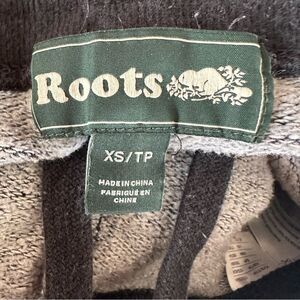 Roots
XS/TP
MADE IN CHINA
FABRIQUÉ EN
CHINE